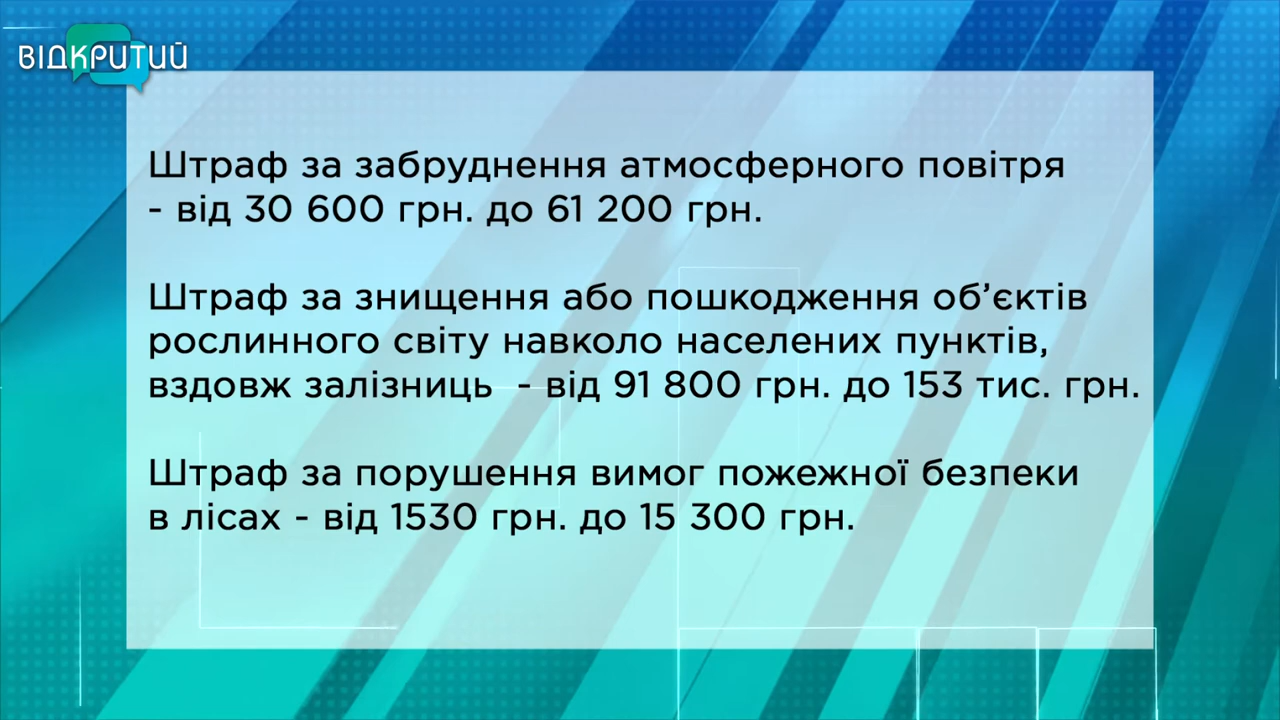 ВІДКРИТИЙ
Штраф за забруднення атмосферного повітря
- від 30 600 грн. до 61 200 грн.
Штраф за знищення або пошкодження об’єктів
рослинного світу навколо населених пунктів,
вздовж залізниць - від 91 800 грн. до 153 тис. грн.
Штраф за порушення вимог пожежної безпеки
в лісах - від 1530 грн. до 15 300 грн.